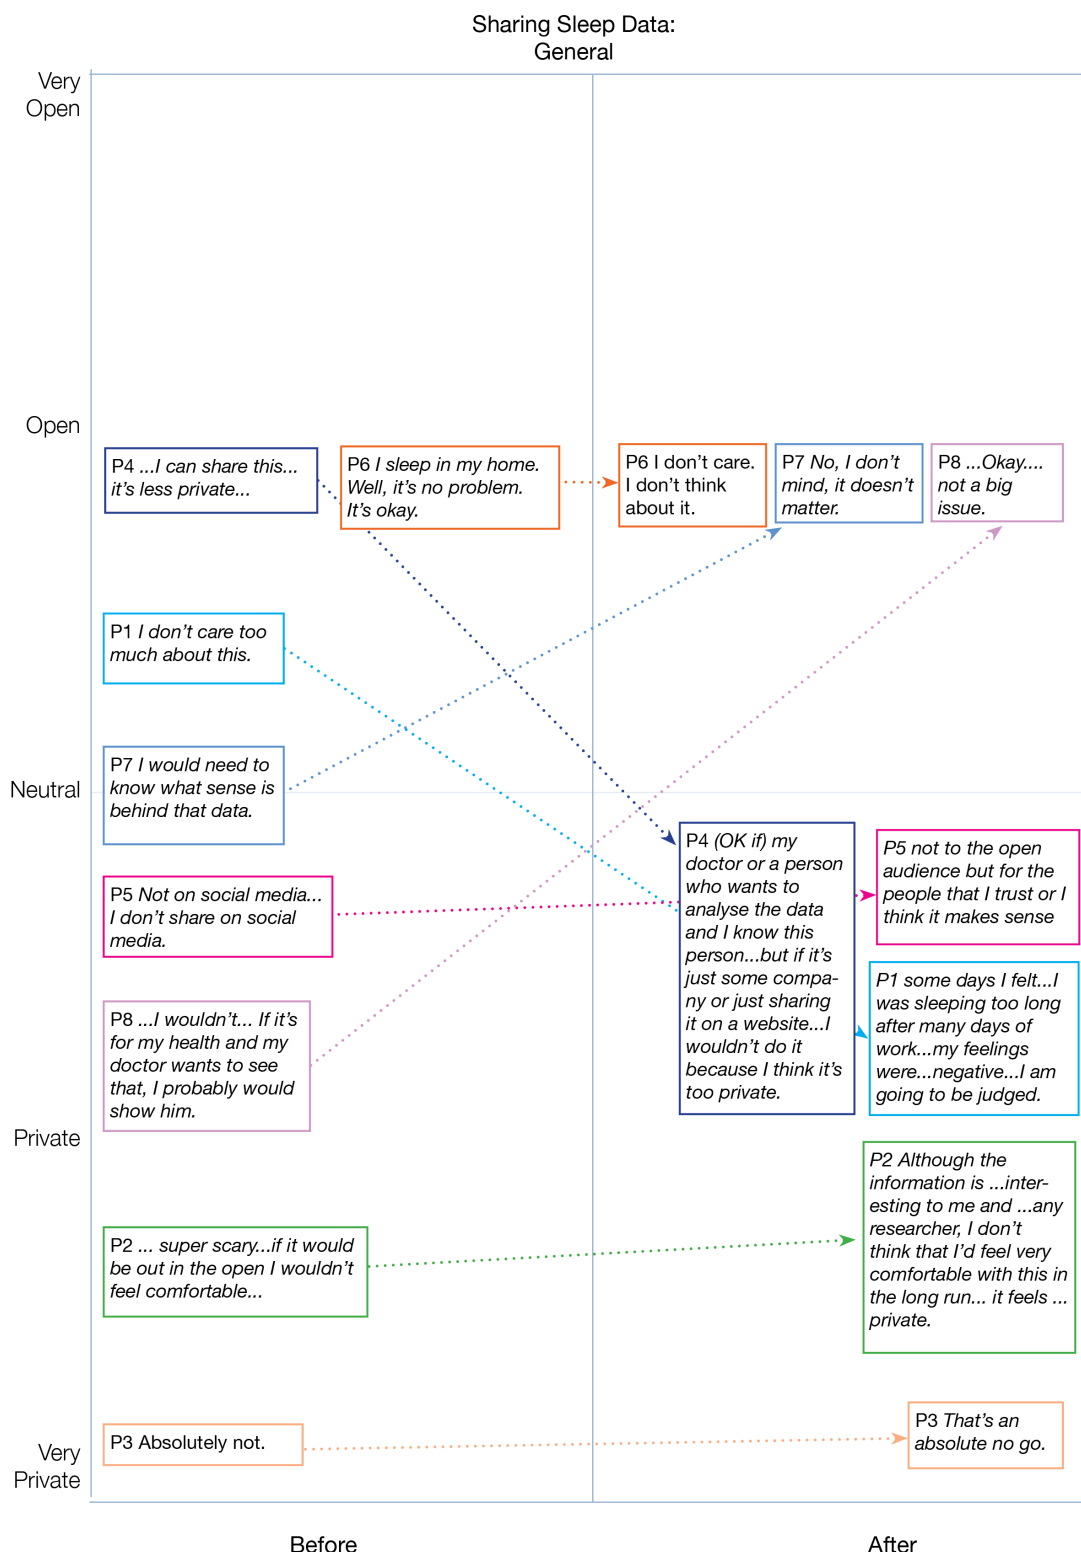 Sharing Sleep Data:
General
Very
Open
Open
P4 ...I can share this...
it's less private...
P6 I sleep in my home.
Well, it's no problem.
It's okay.
P6 I don't care.
I don't think
about it.
P7 No, I don't
mind, it doesn't
matter.
P8 ...Okay....
not a big
issue.
P1 I don't care too
much about this.
P7 I would need to
know what sense is
behind that data.
Neutral
P5 Not on social media...
I don't share on social
media.
P4 (OK if) my
doctor or a person
who wants to
analyse the data
and I know this
person...but if it's
just some compa-
ny or just sharing
it on a website...I
wouldn't do it
because I think it's
too private.
P5 not to the open
audience but for the
people that I trust or I
think it makes sense
P8 ...I wouldn't... If it's
for my health and my
doctor wants to see
that, I probably would
show him.
P1 some days I felt...I
was sleeping too long
after many days of
work...my feelings
were...negative...I am
going to be judged.
Private
P2 ... super scary...if it would
be out in the open I wouldn't
feel comfortable...
P2 Although the
information is ...inter-
esting to me and ...any
researcher, I don't
think that I'd feel very
comfortable with this in
the long run... it feels ...
private.
P3 Absolutely not.
P3 That's an
absolute no go.
Very
Private
Before
After